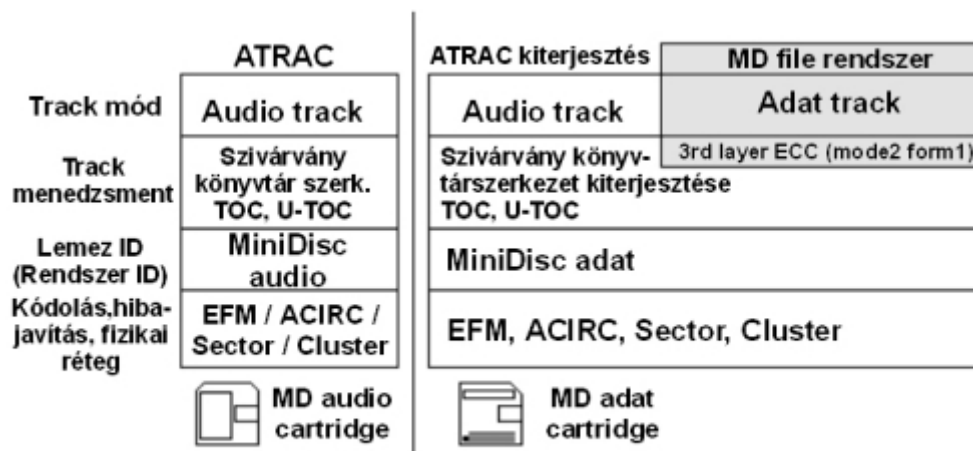 ATRAC
Track mód
Audio track
Track
menedzsment
Szivárvány
könyvtár szerk.
TOC, U-TOC
Lemez ID
(Rendszer ID)
MiniDisc
audio
Kódolás,hiba-
javítás, fizikai
réteg
EFM / ACIRC /
Sector / Cluster
MD audio
cartridge
ATRAC kiterjesztés
MD file rendszer
Audio track
Adat track
3rd layer ECC (mode2 form1)
Szivárvány könyv-
társzerkezet kiterjesztése
TOC, U-TOC
MiniDisc adat
EFM, ACIRC, Sector, Cluster
MD adat
cartridge